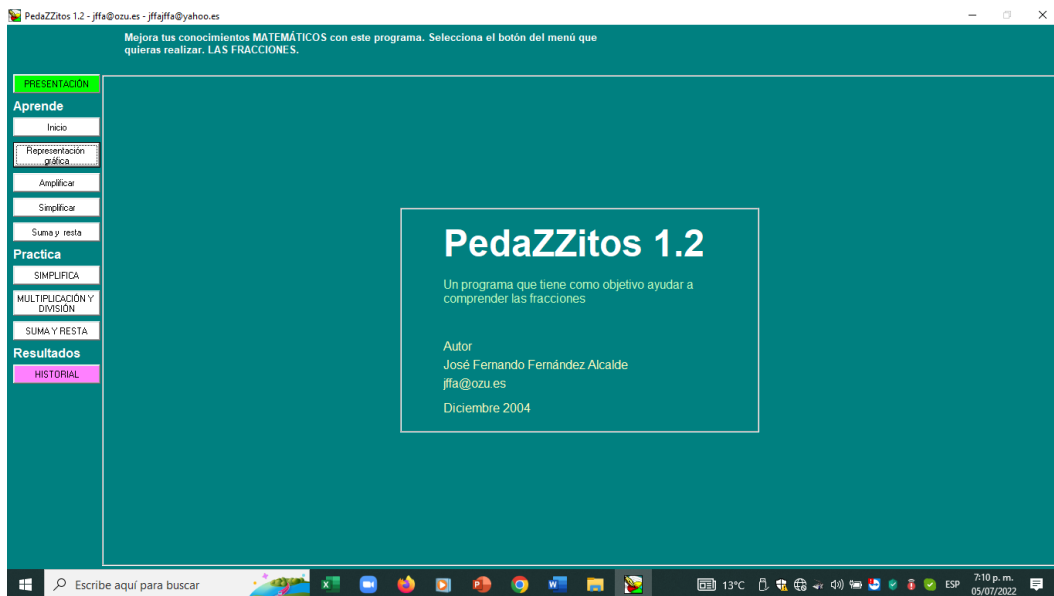 PedaZZitos 1.2 - jffa@ozu.es - jffajffa@yahoo.es
Mejora tus conocimientos MATEMÁTICOS con este programa. Selecciona el botón del menú que
quieras realizar. LAS FRACCIONES.
PRESENTACIÓN
Aprende
Inicio
Representación
gráfica
Amplificar
Simplificar
Suma y resta
Practica
SIMPLIFICA
MULTIPLICACIÓN Y
DIVISIÓN
SUMA Y RESTA
Resultados
HISTORIAL
PedaZZitos 1.2
Un programa que tiene como objetivo ayudar a
comprender las fracciones
Autor
José Fernando Fernández Alcalde
jffa@ozu.es
Diciembre 2004
Escribe aquí para buscar
13°C
ESP
7:10 p. m.
05/07/2022